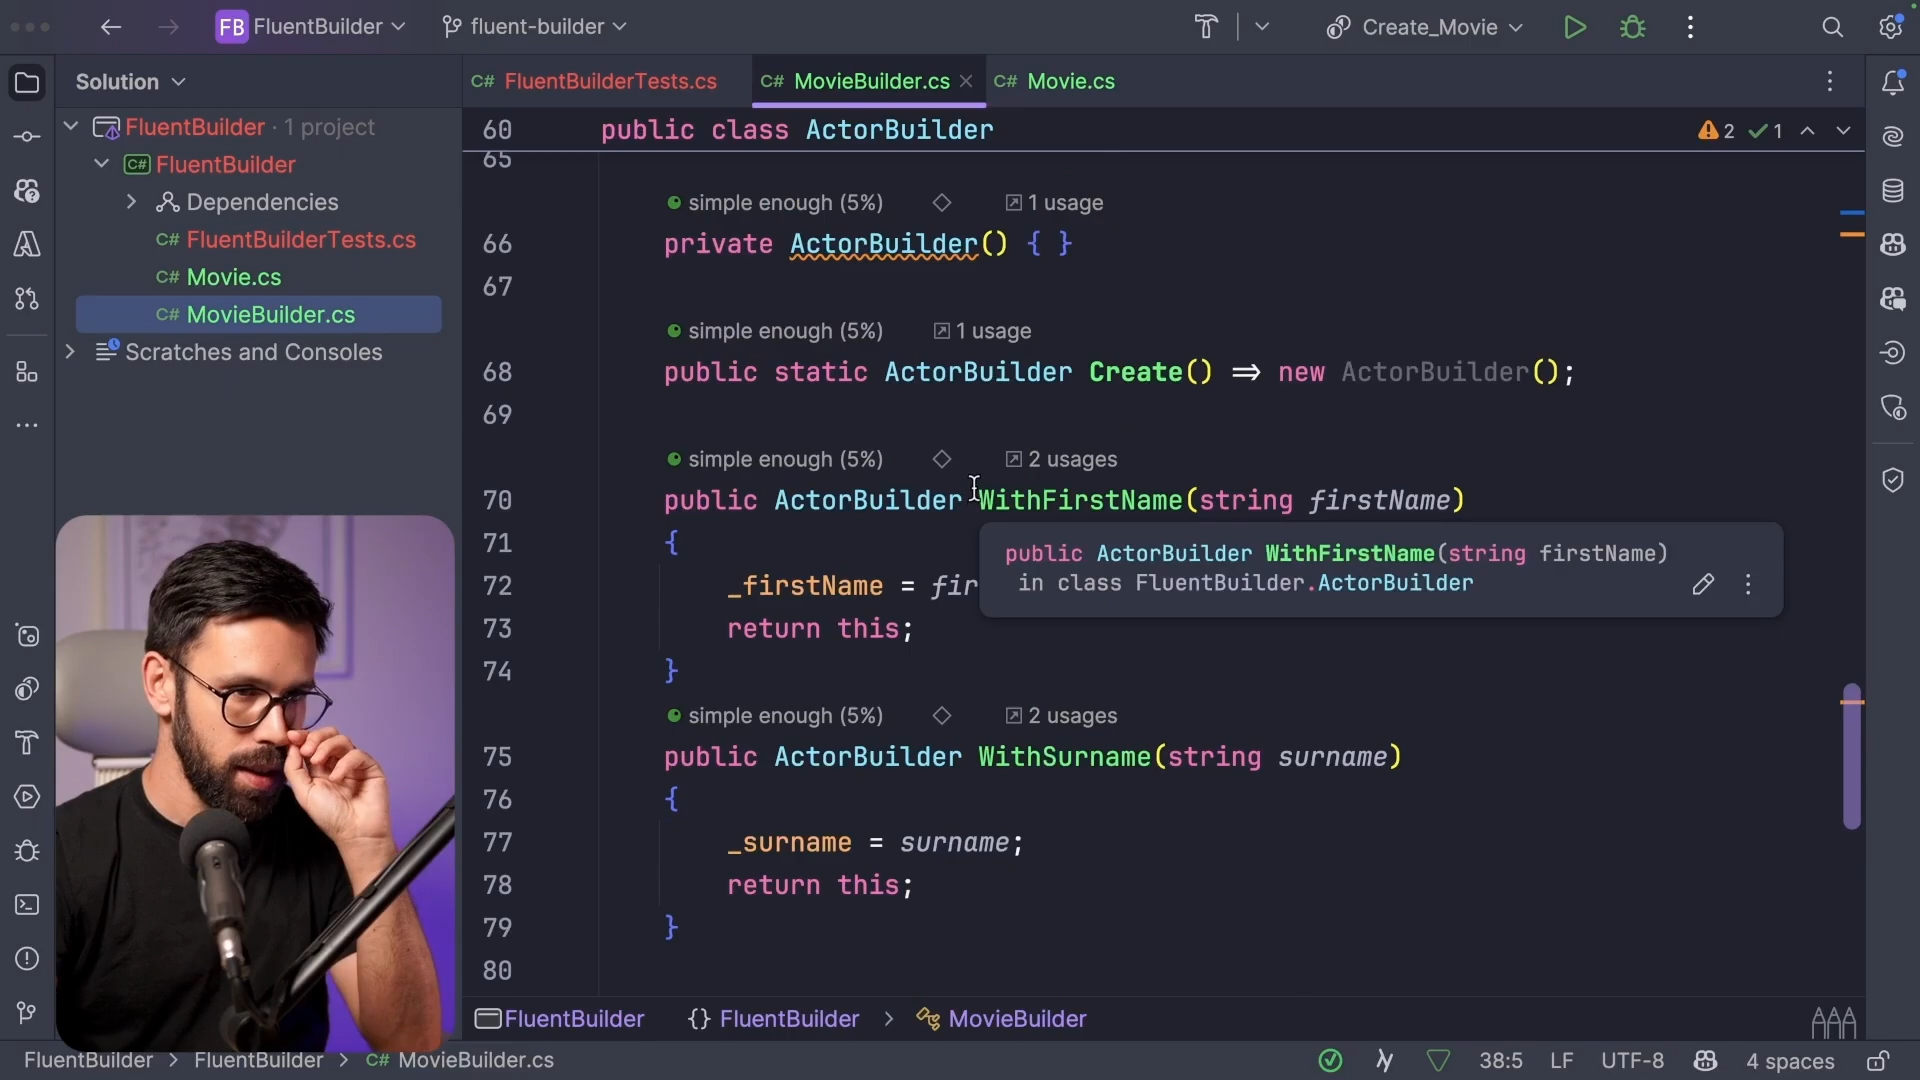 FB FluentBuilder
fluent-builder
Create_Movie
Solution
C# FluentBuilderTests.cs
C# MovieBuilder.cs
C# Movie.cs
FluentBuilder · 1 project
C# FluentBuilder
Dependencies
C# FluentBuilderTests.cs
C# Movie.cs
C# MovieBuilder.cs
Scratches and Consoles
60 public class ActorBuilder
2 1
65
simple enough (5%) 1 usage
66 private ActorBuilder() { }
67
simple enough (5%) 1 usage
68 public static ActorBuilder Create() => new ActorBuilder();
69
simple enough (5%) 2 usages
70 public ActorBuilder WithFirstName(string firstName)
71 {
public ActorBuilder WithFirstName(string firstName)
in class FluentBuilder.ActorBuilder
72 _firstName = fir
73 return this;
74 }
simple enough (5%) 2 usages
75 public ActorBuilder WithSurname(string surname)
76 {
77 _surname = surname;
78 return this;
79 }
80
FluentBuilder {} FluentBuilder > MovieBuilder
FluentBuilder > FluentBuilder > C# MovieBuilder.cs
38:5 LF UTF-8 4 spaces